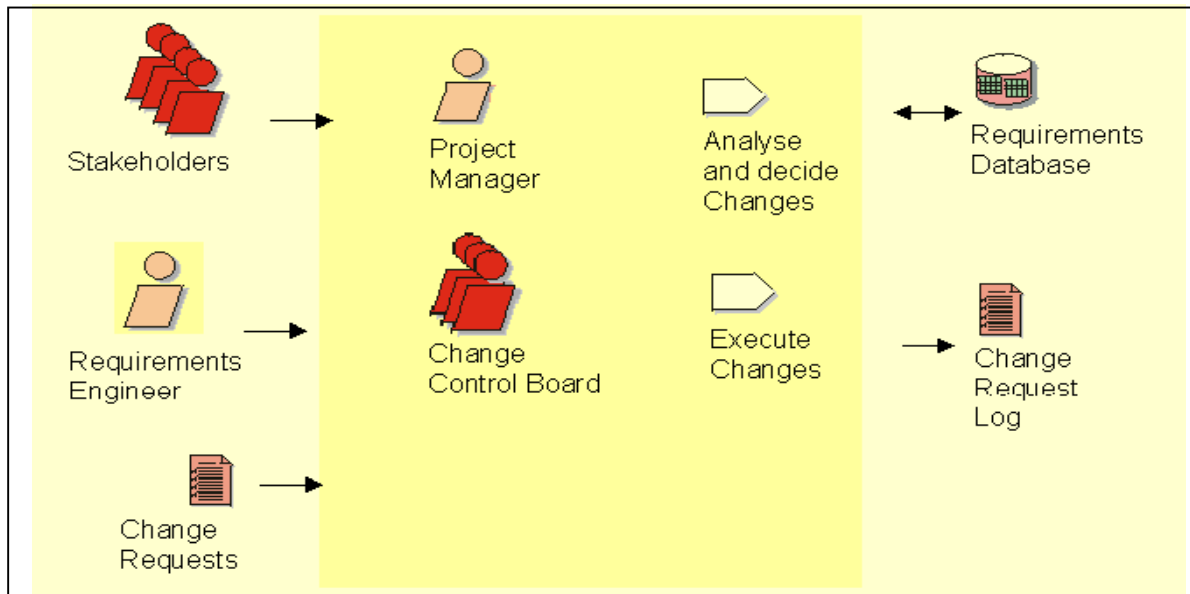 Stakeholders
Project
Manager
Analyse
and decide
Changes
Requirements
Database
Requirements
Engineer
Change
Control Board
Execute
Changes
Change
Request
Log
Change
Requests